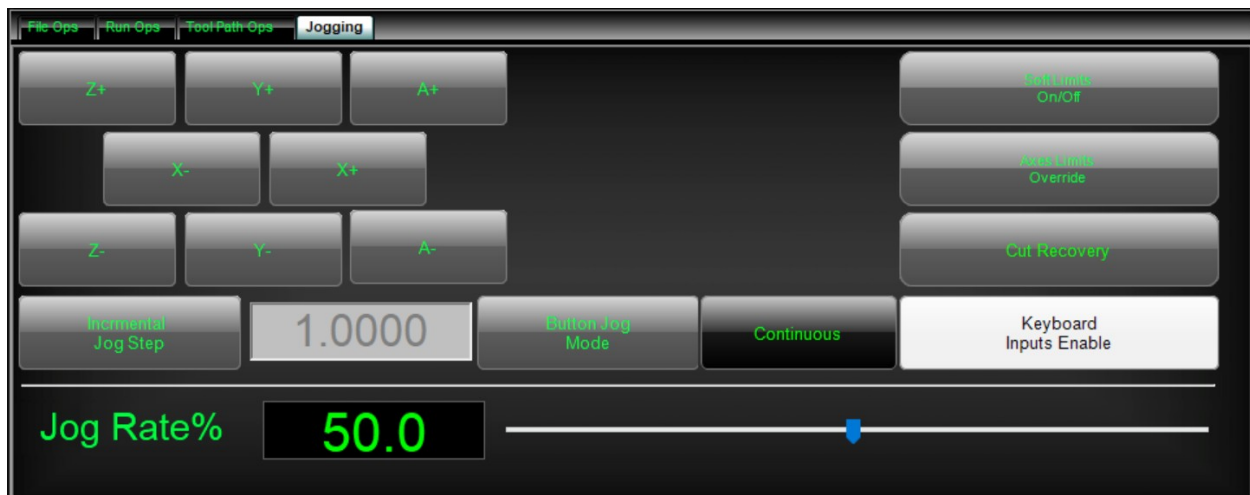 File Ops Run Ops Tool Path Ops Jogging
Z+ Y+ A+ Soft Limits
On/Off
X- X+ Axes Limits
Override
Z- Y- A- Cut Recovery
Incrmental
Jog Step
1.0000
Button Jog
Mode
Continuous
Keyboard
Inputs Enable
Jog Rate% 50.0